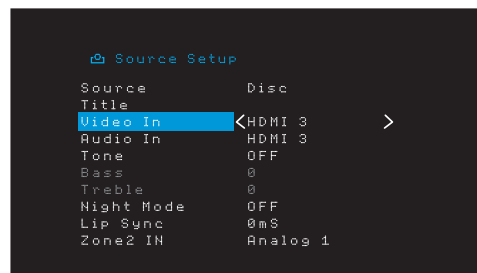 Source Setup
Source Disc
Title
Video In HDMI 3
Audio In HDMI 3
Tone OFF
Bass 0
Treble 0
Night Mode OFF
Lip Sync 0mS
Zone2 IN Analog 1